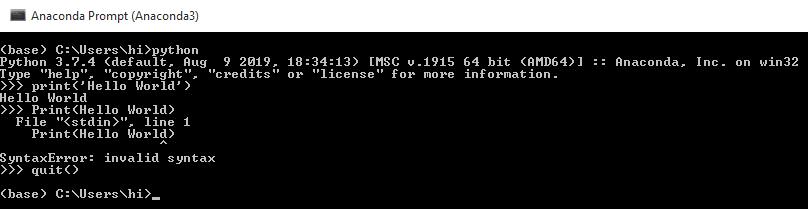 Anaconda Prompt (Anaconda3)
(base) C:\Users\hi>python
Python 3.7.4 (default, Aug  9 2019, 18:34:13) [MSC v.1915 64 bit (AMD64)] :: Anaconda, Inc. on win32
Type "help", "copyright", "credits" or "license" for more information.
>>> print('Hello World')
Hello World
>>> Print(Hello World)
  File "<stdin>", line 1
    Print(Hello World)
                    ^
SyntaxError: invalid syntax
>>> quit()
(base) C:\Users\hi>_